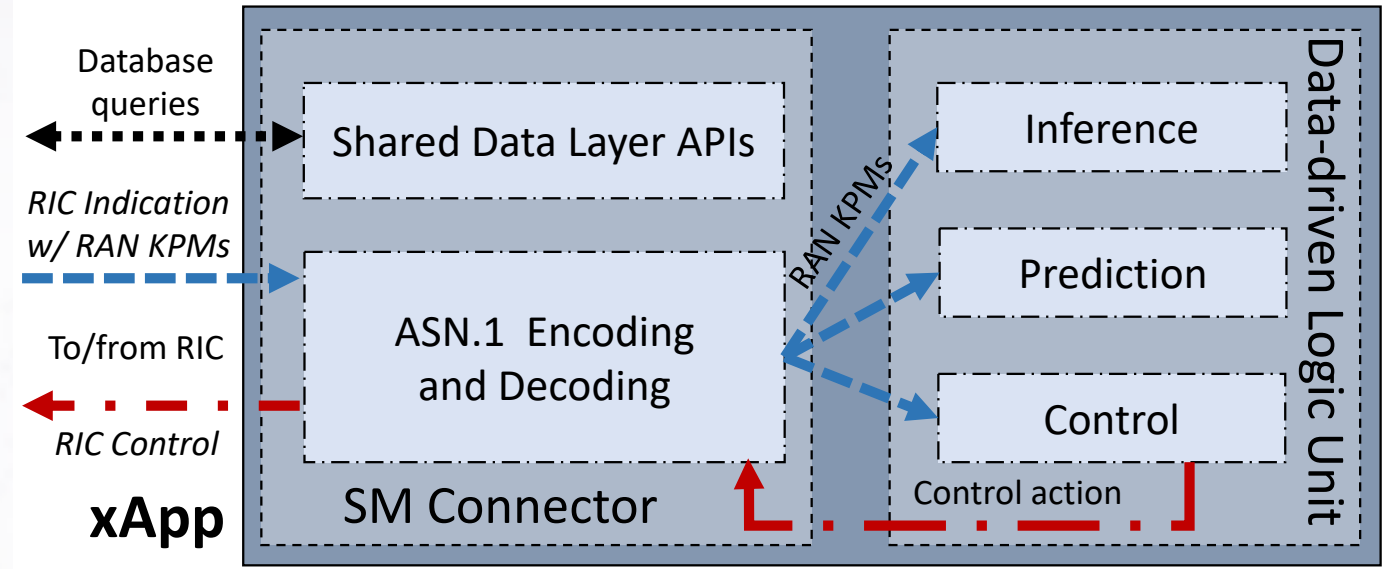 Database
queries
RIC Indication
w/ RAN KPMs
To/from RIC
RIC Control
xApp
Shared Data Layer APIs
ASN.1 Encoding
and Decoding
SM Connector
RAN KPMs
Inference
Prediction
Control
Control action
Data-driven Logic Unit